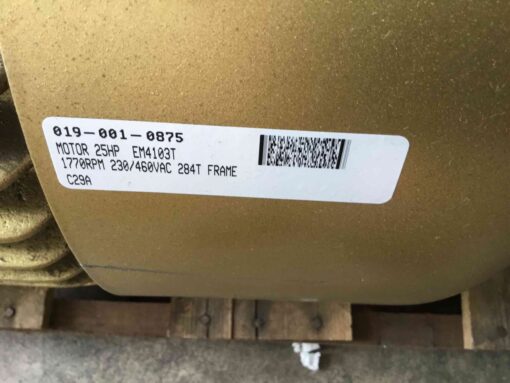 019-001-0875
MOTOR 25HP EM4103T
1770RPM 230/460VAC 284T FRAME
C29A